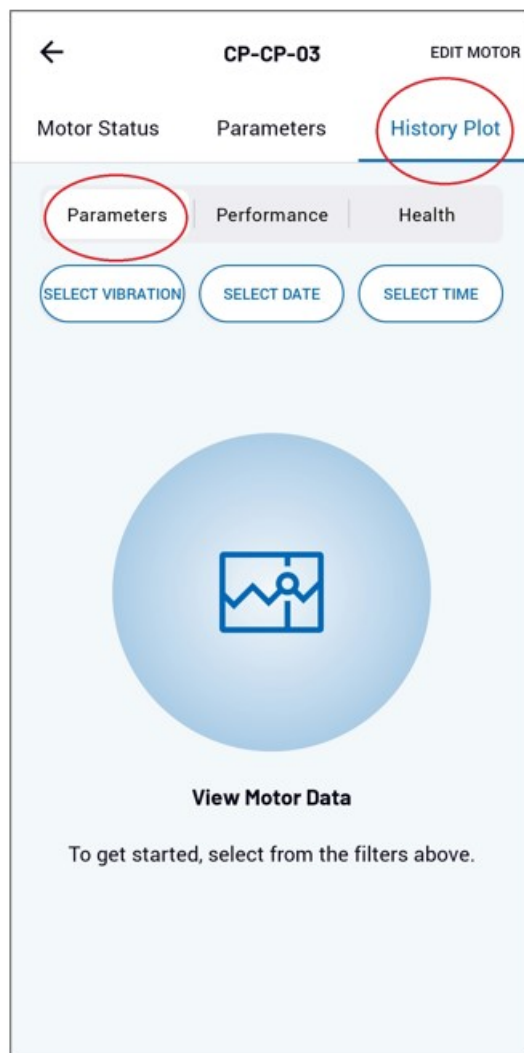 CP-CP-03 EDIT MOTOR
Motor Status Parameters History Plot
Parameters Performance Health
SELECT VIBRATION SELECT DATE SELECT TIME
View Motor Data
To get started, select from the filters above.